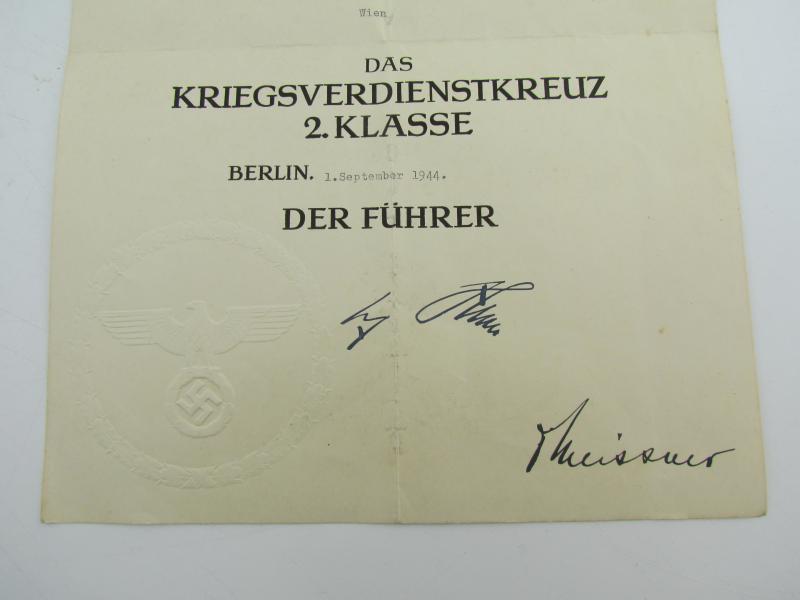 Wien
DAS
KRIEGSVERDIENSTKREUZ
2. KLASSE
BERLIN. 1.September 1944.
DER FÜHRER
Meissner